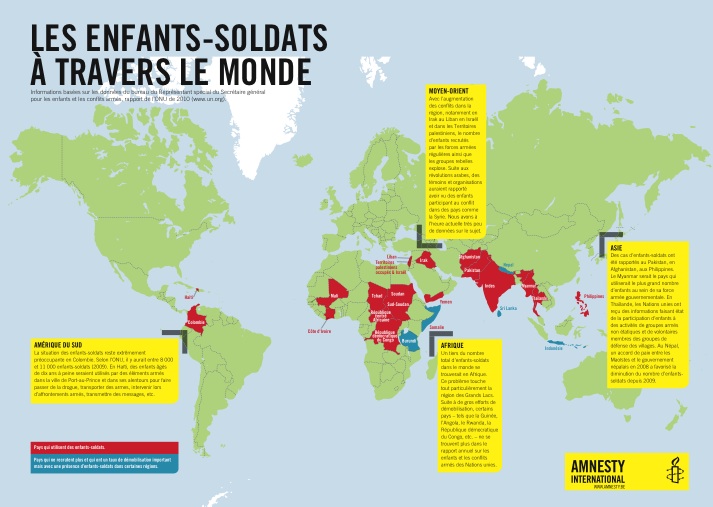 LES ENFANTS-SOLDATS
À TRAVERS LE MONDE
Informations basées sur les données du bureau du Représentant spécial du Secrétaire général
pour les enfants et les conflits armés, rapport de l'ONU de 2010 (www.un.org).
MOYEN-ORIENT
Avec l'augmentation
des conflits dans la
région, notamment en
Irak au Liban en Israël
et dans les Territoires
palestiniens, le nombre
d'enfants recrutés
par les forces armées
régulières ainsi que
les groupes rebelles
explose. Suite aux
révolutions arabes, des
témoins et organisations
auraient rapporté
avoir vu des enfants
participant au conflit
dans des pays comme
la Syrie. Nous avons à
l'heure actuelle très peu
de données sur le sujet.
ASIE
Des cas d'enfants-soldats ont
été rapportés au Pakistan, en
Afghanistan, aux Philippines.
Le Myanmar serait le pays qui
utiliserait le plus grand nombre
d'enfants au sein de sa force
armée gouvernementale. En
Thaïlande, les Nations unies ont
reçu des informations faisant état
de la participation d'enfants à
des activités de groupes armés
non étatiques et de volontaires
membres des groupes de
défense des villages. Au Népal,
un accord de paix entre les
Maoïstes et le gouvernement
népalais en 2008 a favorisé la
diminution du nombre d'enfants-
soldats depuis 2009.
Liban
Territoires
palestiniens
occupés & Israël
Irak
Afghanistan
Pakistan
Népal
Inde
Myanmar
Thaïlande
Philippines
Sri Lanka
Indonésie
Haïti
Colombie
Mali
Tchad
Soudan
Sud-Soudan
Yémen
République
centrafricaine
Côte d'Ivoire
République
démocratique
du Congo
Burundi
Somalie
AMÉRIQUE DU SUD
La situation des enfants-soldats reste extrêmement
préoccupante en Colombie. Selon l'ONU, il y aurait entre 8 000
et 11 000 enfants-soldats (2009). En Haïti, des enfants âgés
de dix ans à peine seraient utilisés par des éléments armés
dans la ville de Port-au-Prince et dans ses alentours pour faire
passer de la drogue, transporter des armes, intervenir lors
d'affrontements armés, transmettre des messages, etc.
AFRIQUE
Un tiers du nombre
total d'enfants-soldats
dans le monde se
trouverait en Afrique.
Ce problème touche
tout particulièrement la
région des Grands Lacs.
Suite à de gros efforts de
démobilisation, certains
pays – tels que la Guinée,
l'Angola, le Rwanda, la
République démocratique
du Congo, etc. – ne se
trouvent plus dans le
rapport annuel sur les
enfants et les conflits
armés des Nations unies.
Pays qui utilisent des enfants-soldats.
Pays qui ne recrutent plus et qui ont un taux de démobilisation important
mais avec une présence d'enfants-soldats dans certaines régions.
AMNESTY
INTERNATIONAL
WWW.AMNESTY.BE